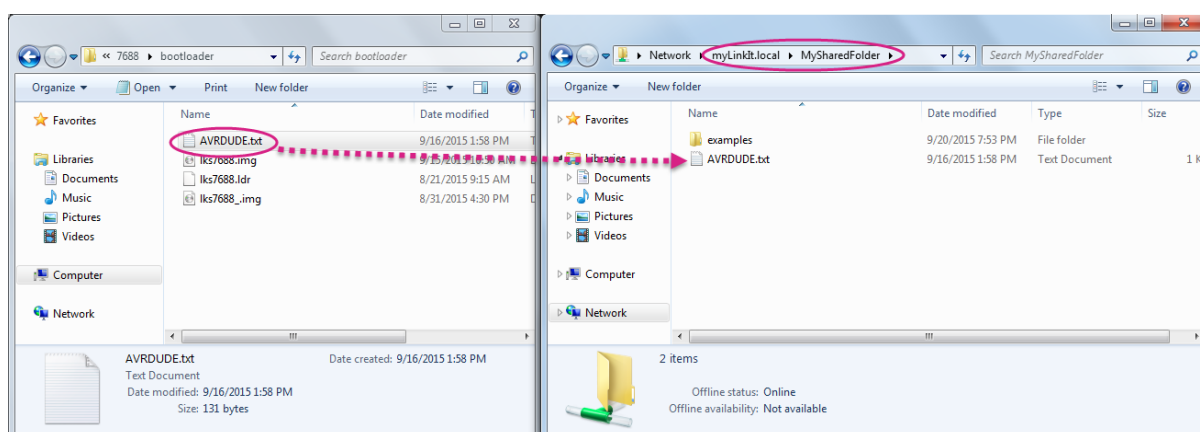 « 7688 ▸ bootloader
Search bootloader
Organize
Open
Print
New folder
Name
Date modified
T
Favorites
Libraries
Documents
Music
Pictures
Videos
Computer
Network
AVRDUDE.txt 9/16/2015 1:58 PM
lks7688.img
lks7688.ldr 8/21/2015 9:15 AM
lks7688_.img 8/31/2015 4:30 PM
AVRDUDE.txt Date created: 9/16/2015 1:58 PM
Text Document
Date modified: 9/16/2015 1:58 PM
Size: 131 bytes
▸ Network ▸ myLinkIt.local ▸ MySharedFolder ▸
Search MySharedFolder
Organize
New folder
Name
Date modified
Type
Size
Favorites
Libraries
Documents
Music
Pictures
Videos
Computer
Network
examples 9/20/2015 7:53 PM File folder
AVRDUDE.txt 9/16/2015 1:58 PM Text Document 1 K
2 items
Offline status: Online
Offline availability: Not available